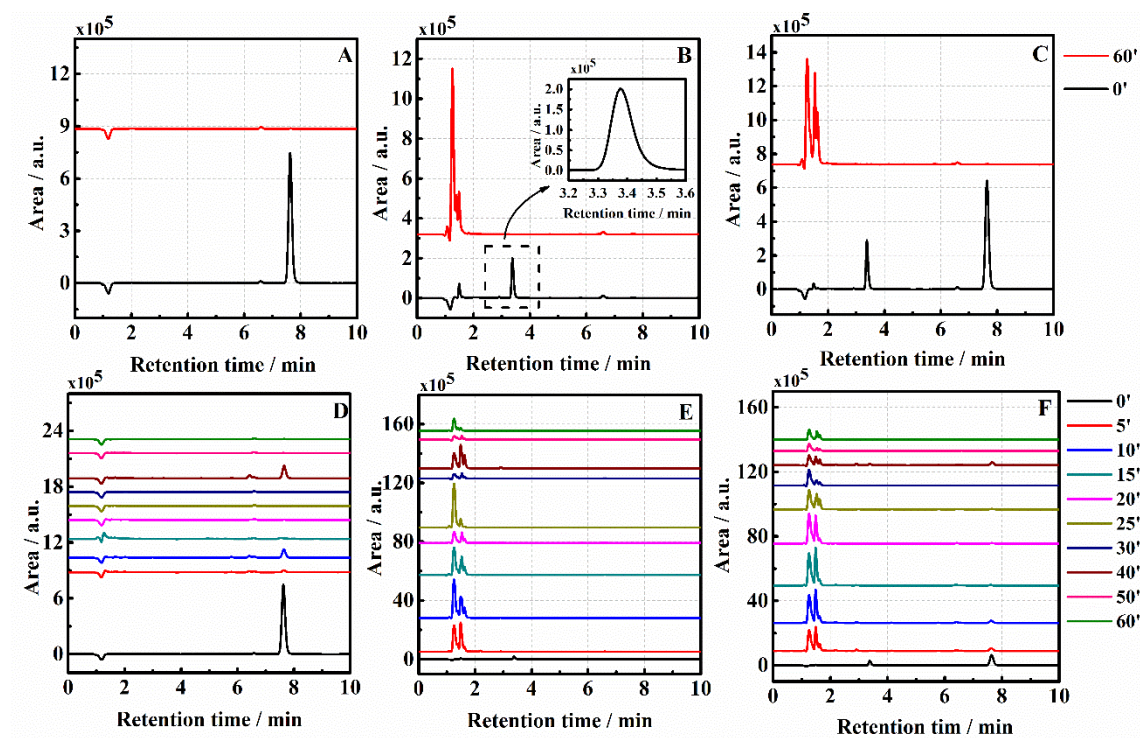 x10⁵
A
12
9
6
3
0
Area / a.u.
0 2 4 6 8 10
Retention time / min
x10⁵
B
12
10
8
6
4
2
0
Area / a.u.
0 2 4 6 8 10
Retention time / min
x10⁵
2.0
1.5
1.0
0.5
0.0
Area / a.u.
3.2 3.3 3.4 3.5 3.6
Retention time / min
x10⁵
C
14
12
10
8
6
4
2
0
Area / a.u.
0 2 4 6 8 10
Retention time / min
60'
0'
x10⁵
D
24
18
12
6
0
Area / a.u.
0 2 4 6 8 10
Retention time / min
x10⁵
E
160
120
80
40
0
Area / a.u.
0 2 4 6 8 10
Retention time / min
x10⁵
F
160
120
80
40
0
Area / a.u.
0 2 4 6 8 10
Retention tim / min
0'
5'
10'
15'
20'
25'
30'
40'
50'
60'